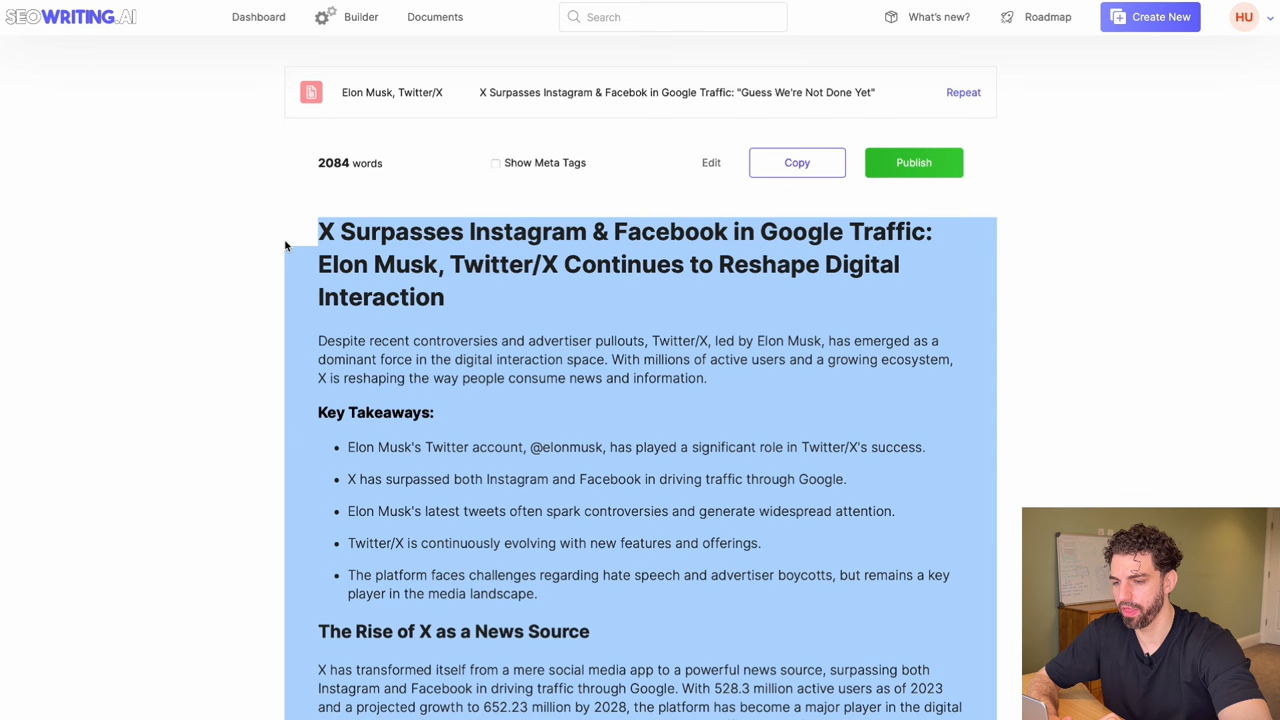 SEOWRITING.AI Dashboard Builder Documents Search What's new? Roadmap Create New HU
Elon Musk, Twitter/X X Surpasses Instagram & Facebok in Google Traffic: "Guess We're Not Done Yet" Repeat
2084 words Show Meta Tags Edit Copy Publish
X Surpasses Instagram & Facebook in Google Traffic:
Elon Musk, Twitter/X Continues to Reshape Digital
Interaction
Despite recent controversies and advertiser pullouts, Twitter/X, led by Elon Musk, has emerged as a
dominant force in the digital interaction space. With millions of active users and a growing ecosystem,
X is reshaping the way people consume news and information.
Key Takeaways:
• Elon Musk's Twitter account, @elonmusk, has played a significant role in Twitter/X's success.
• X has surpassed both Instagram and Facebook in driving traffic through Google.
• Elon Musk's latest tweets often spark controversies and generate widespread attention.
• Twitter/X is continuously evolving with new features and offerings.
• The platform faces challenges regarding hate speech and advertiser boycotts, but remains a key
player in the media landscape.
The Rise of X as a News Source
X has transformed itself from a mere social media app to a powerful news source, surpassing both
Instagram and Facebook in driving traffic through Google. With 528.3 million active users as of 2023
and a projected growth to 652.23 million by 2028, the platform has become a major player in the digital